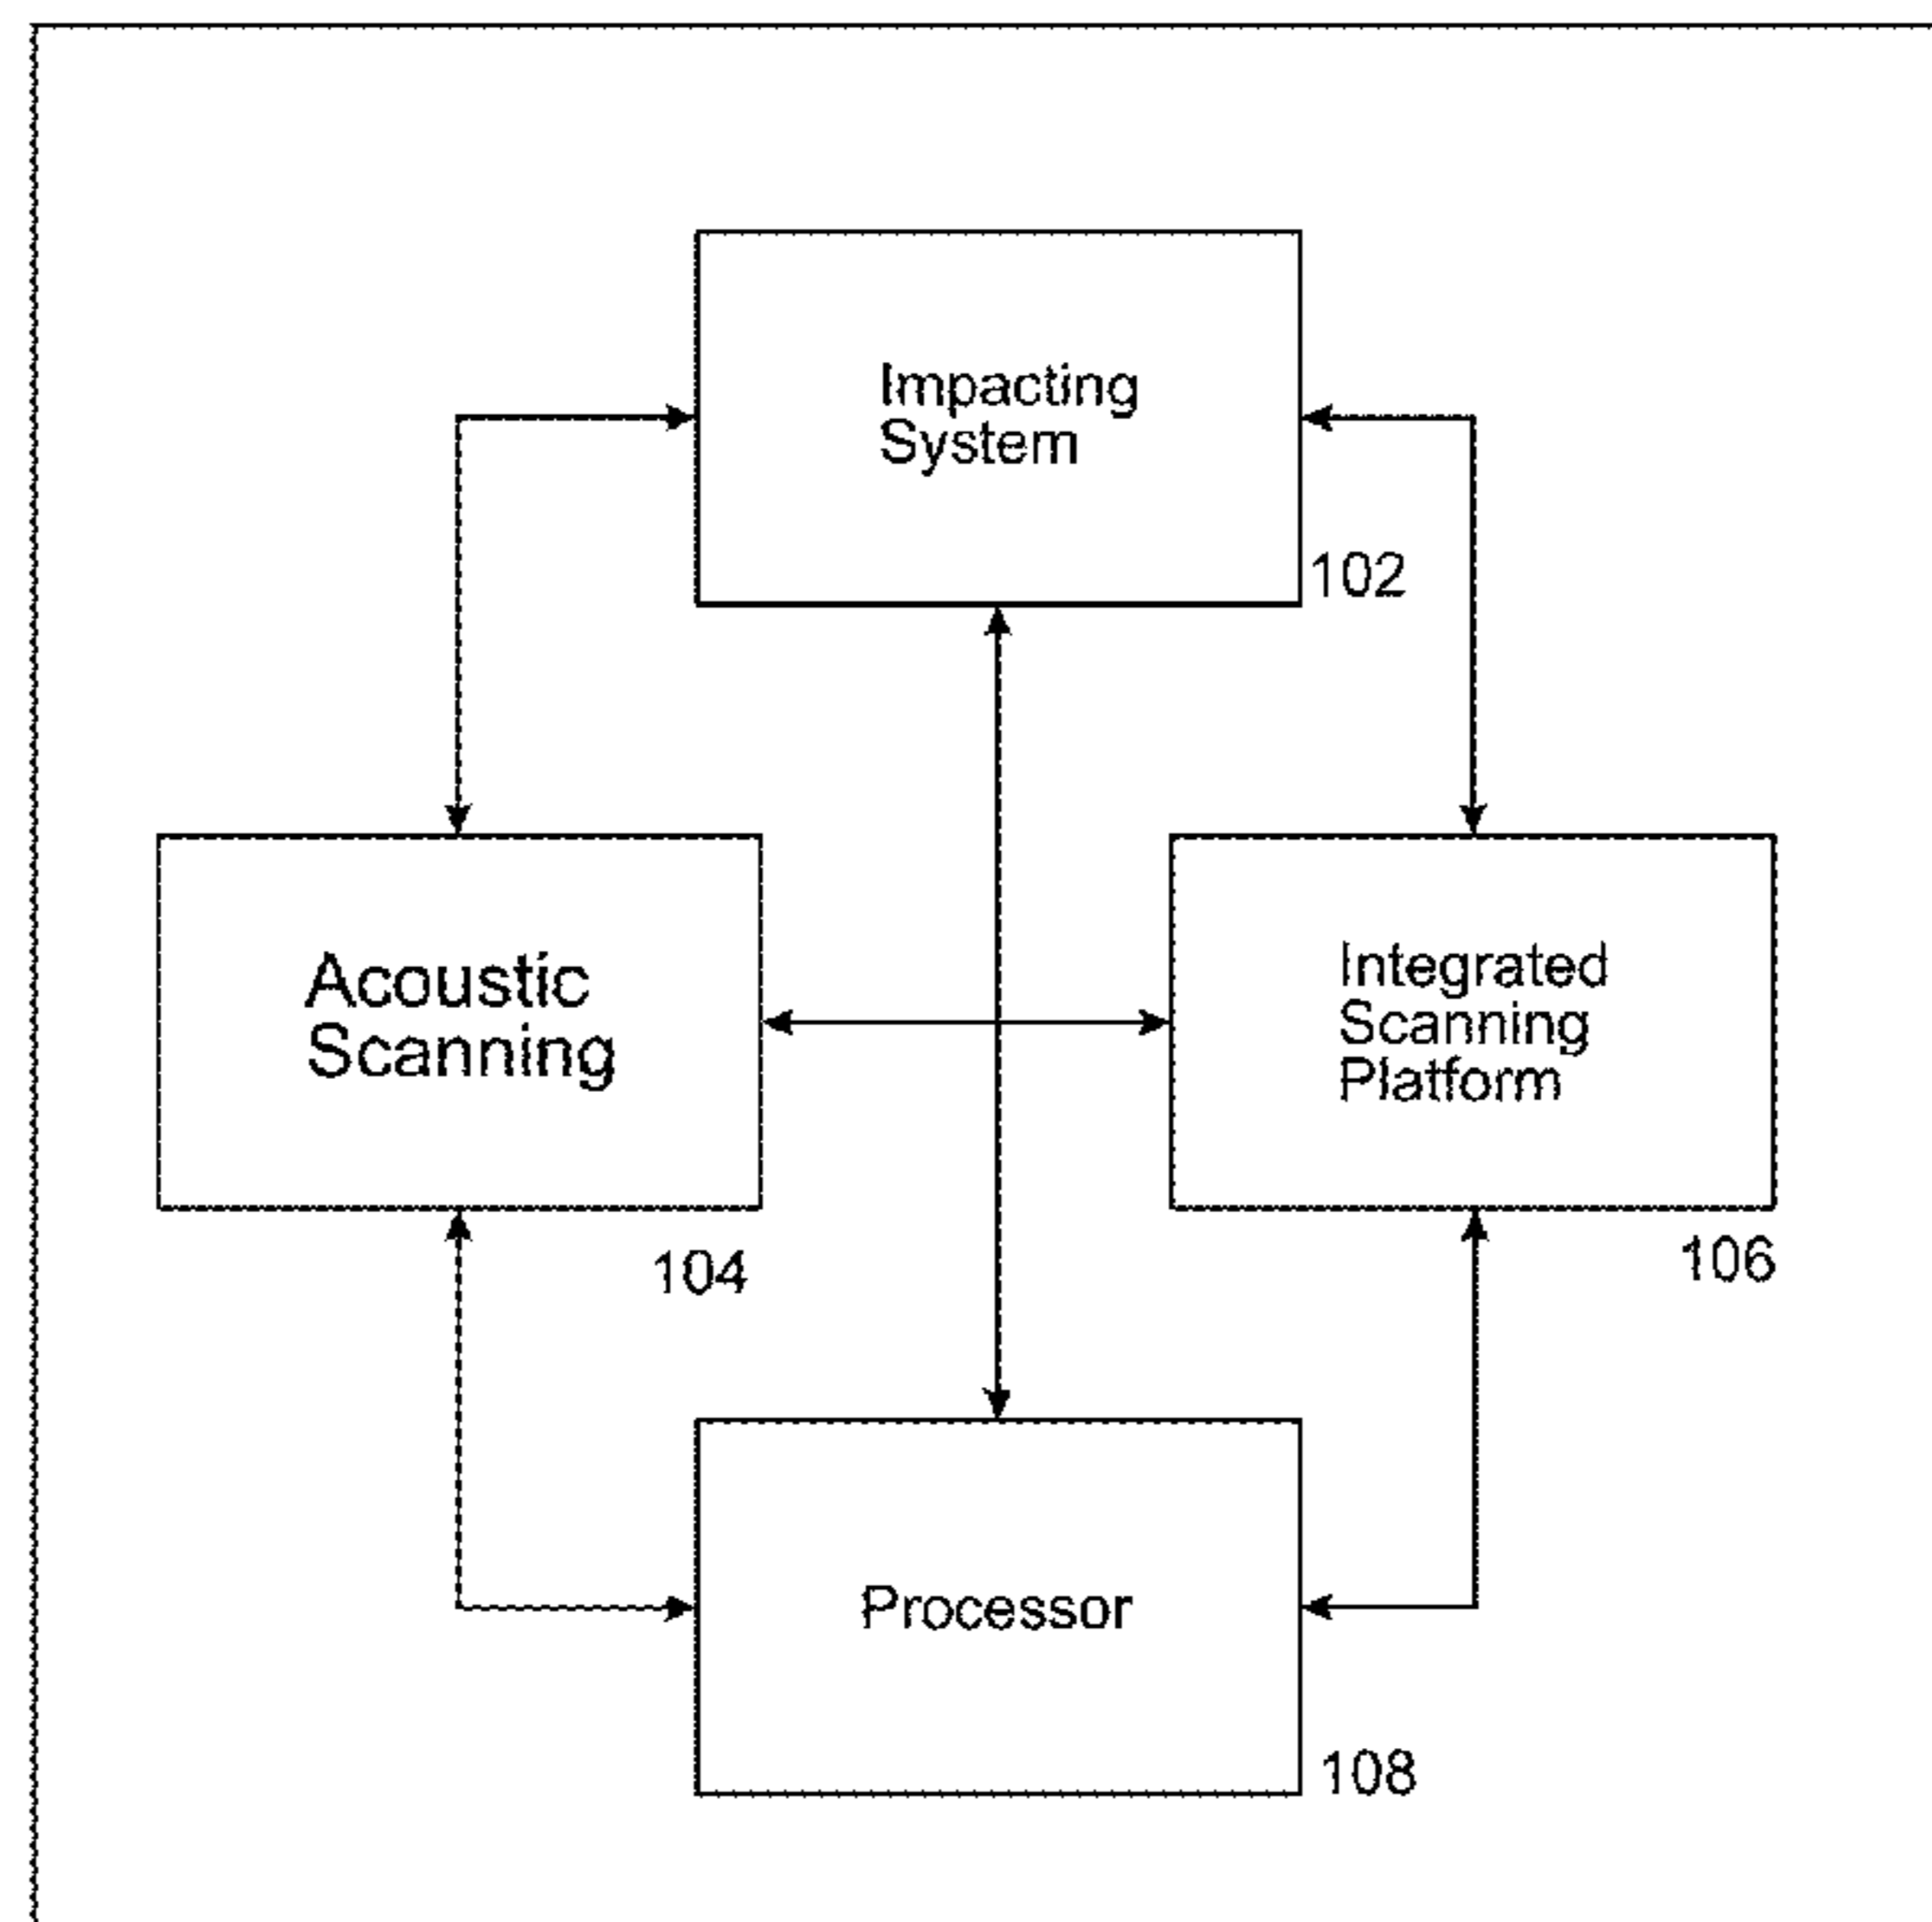 Impacting
System
102
Acoustic
Scanning
104
Integrated
Scanning
Platform
106
Processor
108